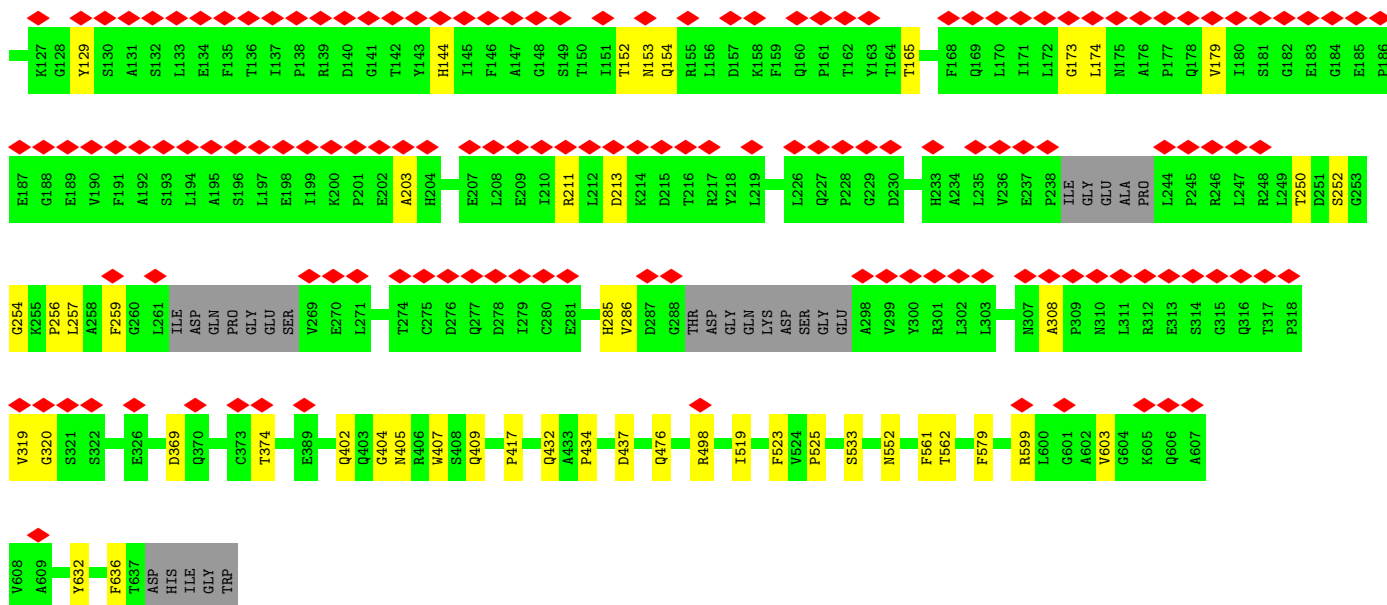 K127 G128 Y129 S130 A131 S132 L133 E134 F135 T136 I137 P138 R139 D140 G141 T142 Y143 H144 I145 F146 A147 G148 S149 T150 I151 T152 N153 Q154 R155 L156 D157 K158 F159 Q160 P161 T162 Y163 T164 T165 F168 Q169 L170 I171 L172 G173 L174 N175 A176 P177 Q178 V179 I180 S181 G182 E183 G184 E185 P186
E187 G188 E189 V190 F191 A192 S193 L194 A195 S196 L197 E198 I199 K200 P201 E202 A203 H204 E207 L208 E209 I210 R211 L212 D213 K214 D215 T216 R217 Y218 L219 L226 Q227 P228 G229 D230 H233 A234 L235 V236 E237 P238 ILE GLY GLU ALA PRO L244 P245 R246 L247 R248 L249 T250 D251 S252 G253
G254 K255 P256 L257 A258 F259 G260 L261 ILE ASP GLN PRO GLY GLU SER V269 E270 L271 T274 C275 D276 Q277 D278 I279 C280 E281 H285 V286 D287 G288 THR ASP GLY GLN LYS ASP SER GLY GLU A298 V299 Y300 R301 L302 L303 N307 A308 P309 N310 L311 R312 E313 S314 G315 Q316 T317 P318
V319 G320 S321 S322 E326 D369 Q370 C373 T374 E389 Q402 Q403 G404 N405 R406 W407 S408 Q409 P417 Q432 A433 P434 D437 Q476 R498 I519 F523 V524 P525 S533 N552 F561 T562 F579 R599 L600 G601 A602 V603 G604 K605 Q606 A607
V608 A609 Y632 F636 T637 ASP HIS ILE GLY TRP